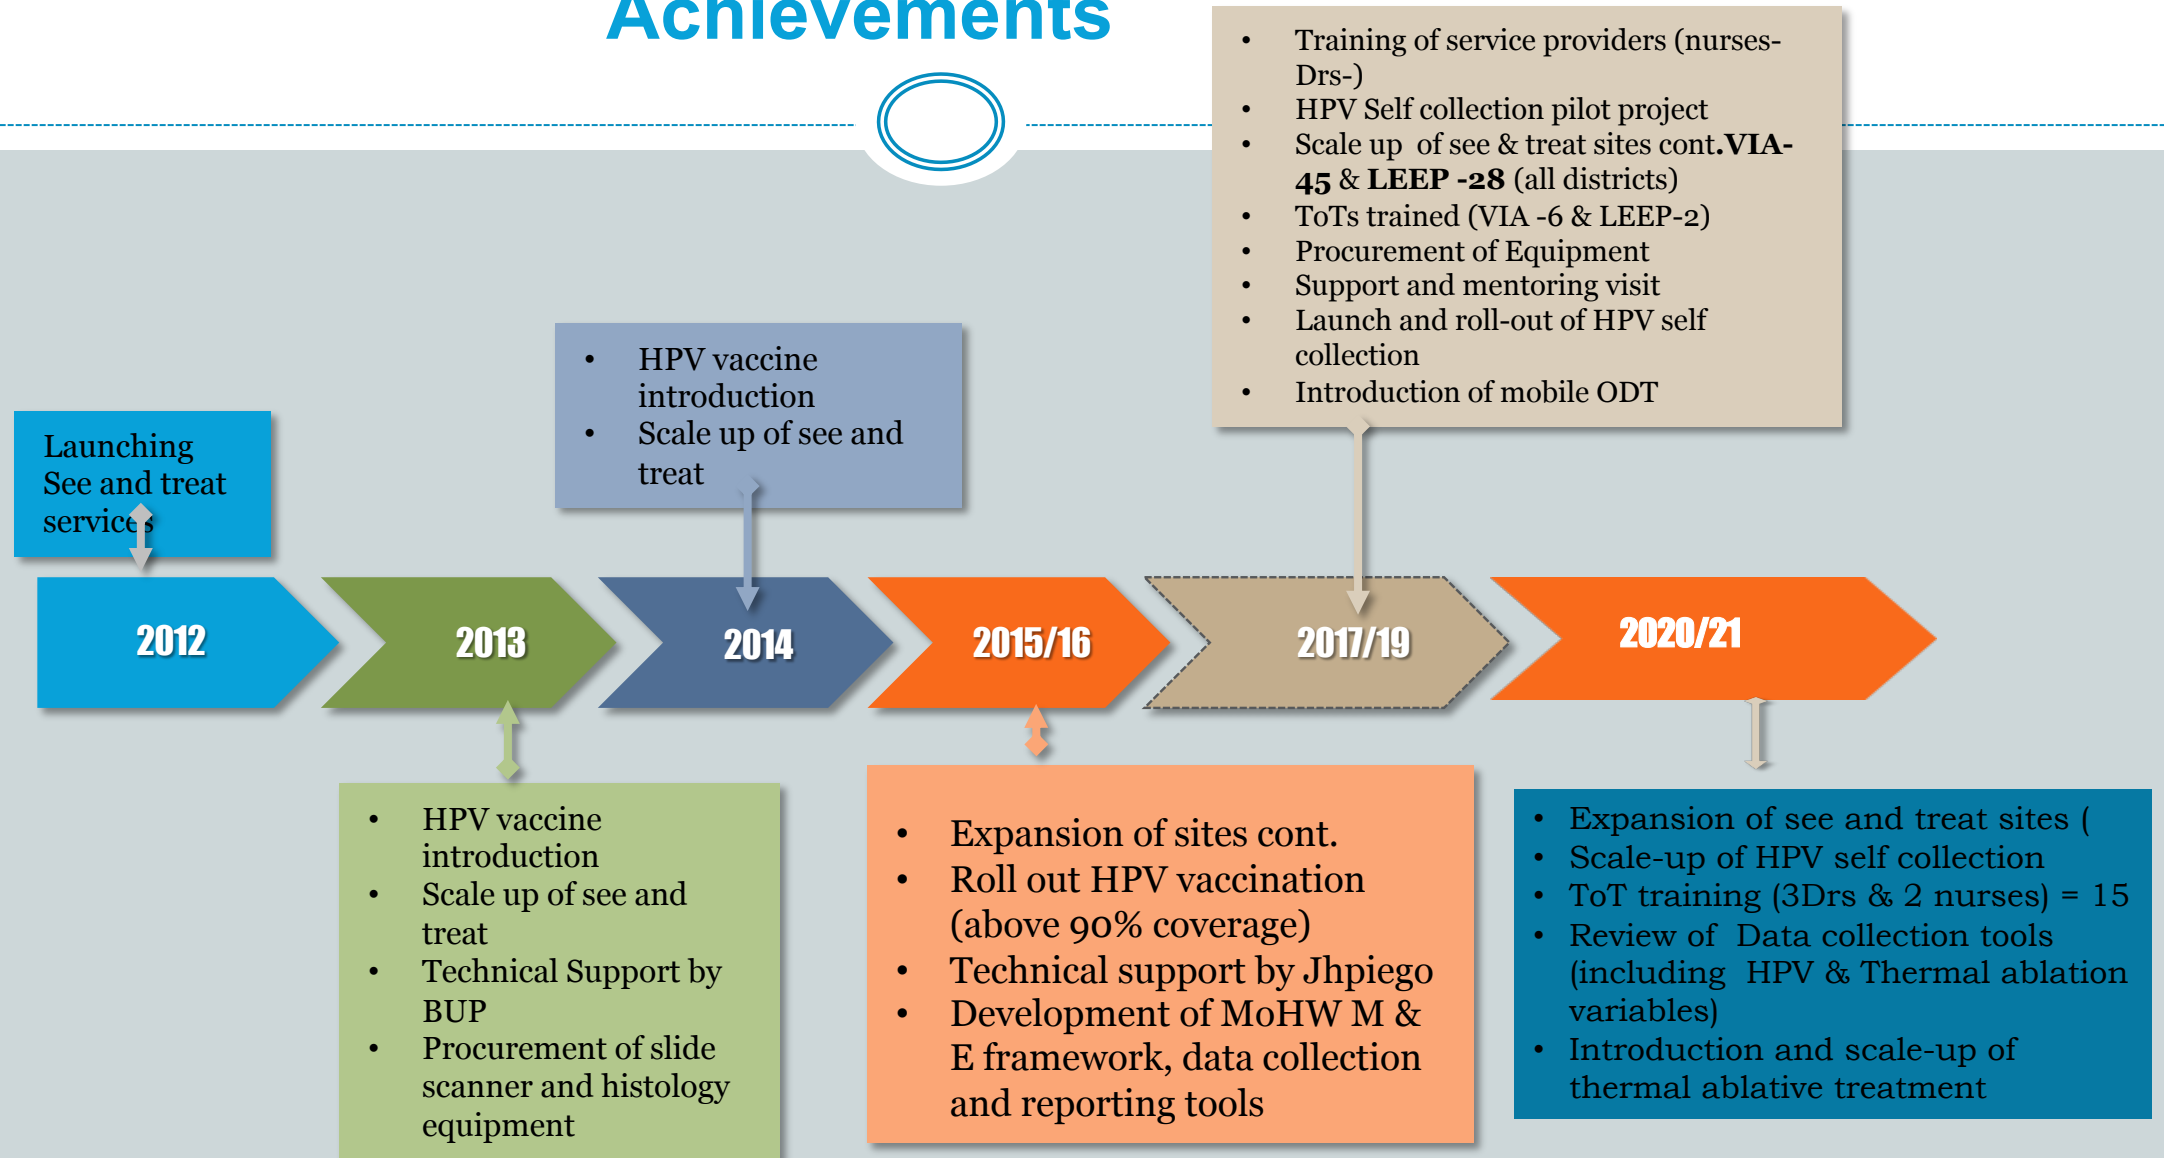 Achievements
• Training of service providers (nurses-
Drs-)
• HPV Self collection pilot project
• Scale up of see & treat sites cont.VIA-
45 & LEEP -28 (all districts)
• ToTs trained (VIA -6 & LEEP-2)
• Procurement of Equipment
• Support and mentoring visit
• Launch and roll-out of HPV self
collection
• Introduction of mobile ODT
• HPV vaccine
introduction
• Scale up of see and
treat
Launching
See and treat
services
2012
2013
2014
2015/16
2017/19
2020/21
• HPV vaccine
introduction
• Scale up of see and
treat
• Technical Support by
BUP
• Procurement of slide
scanner and histology
equipment
• Expansion of sites cont.
• Roll out HPV vaccination
(above 90% coverage)
• Technical support by Jhpiego
• Development of MoHW M &
E framework, data collection
and reporting tools
• Expansion of see and treat sites (
• Scale-up of HPV self collection
• ToT training (3Drs & 2 nurses) = 15
• Review of Data collection tools
(including HPV & Thermal ablation
variables)
• Introduction and scale-up of
thermal ablative treatment